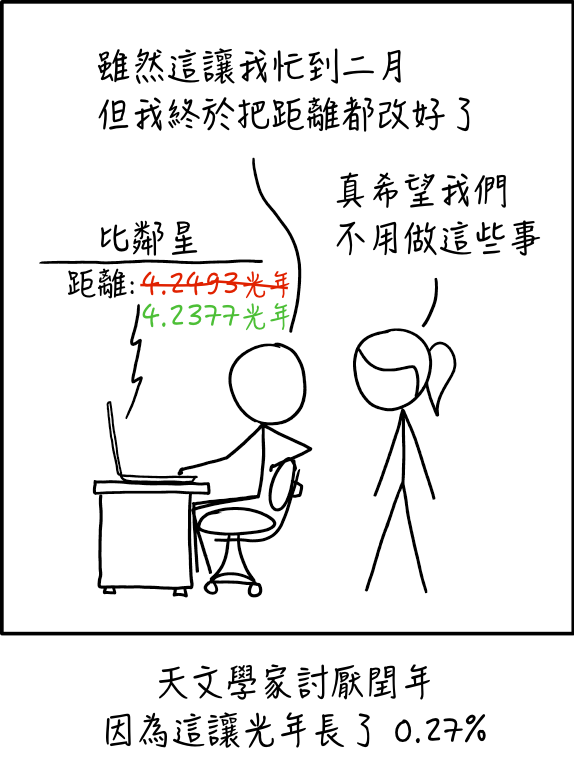 雖然這讓我忙到二月
但我終於把距離都改好了
真希望我們
不用做這些事
比鄰星
距離: 4.2493光年
4.2377光年
天文學家討厭閏年
因為這讓光年長了 0.27%